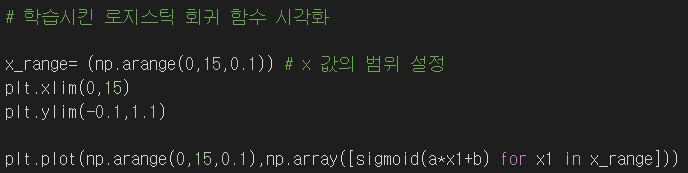 # 학습시킨 로지스틱 회귀 함수 시각화
x_range= (np.arange(0,15,0.1)) # x 값의 범위 설정
plt.xlim(0,15)
plt.ylim(-0.1,1.1)
plt.plot(np.arange(0,15,0.1),np.array([sigmoid(a*x1+b) for x1 in x_range]))